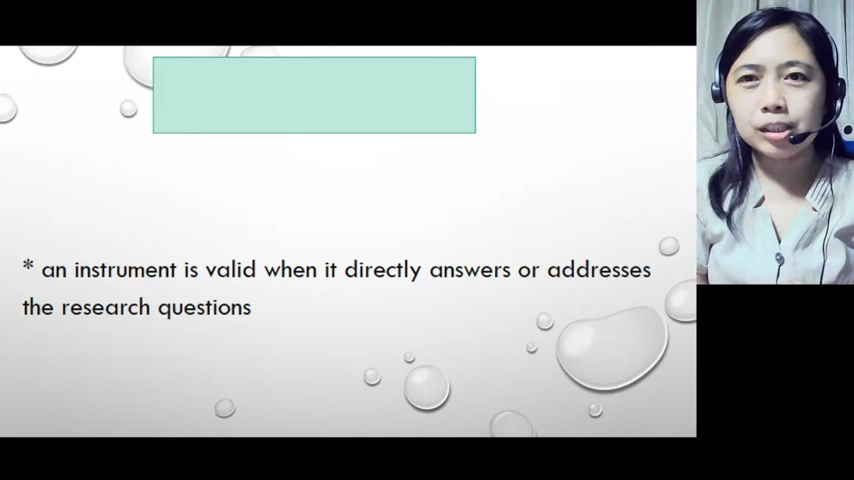 * an instrument is valid when it directly answers or addresses
the research questions